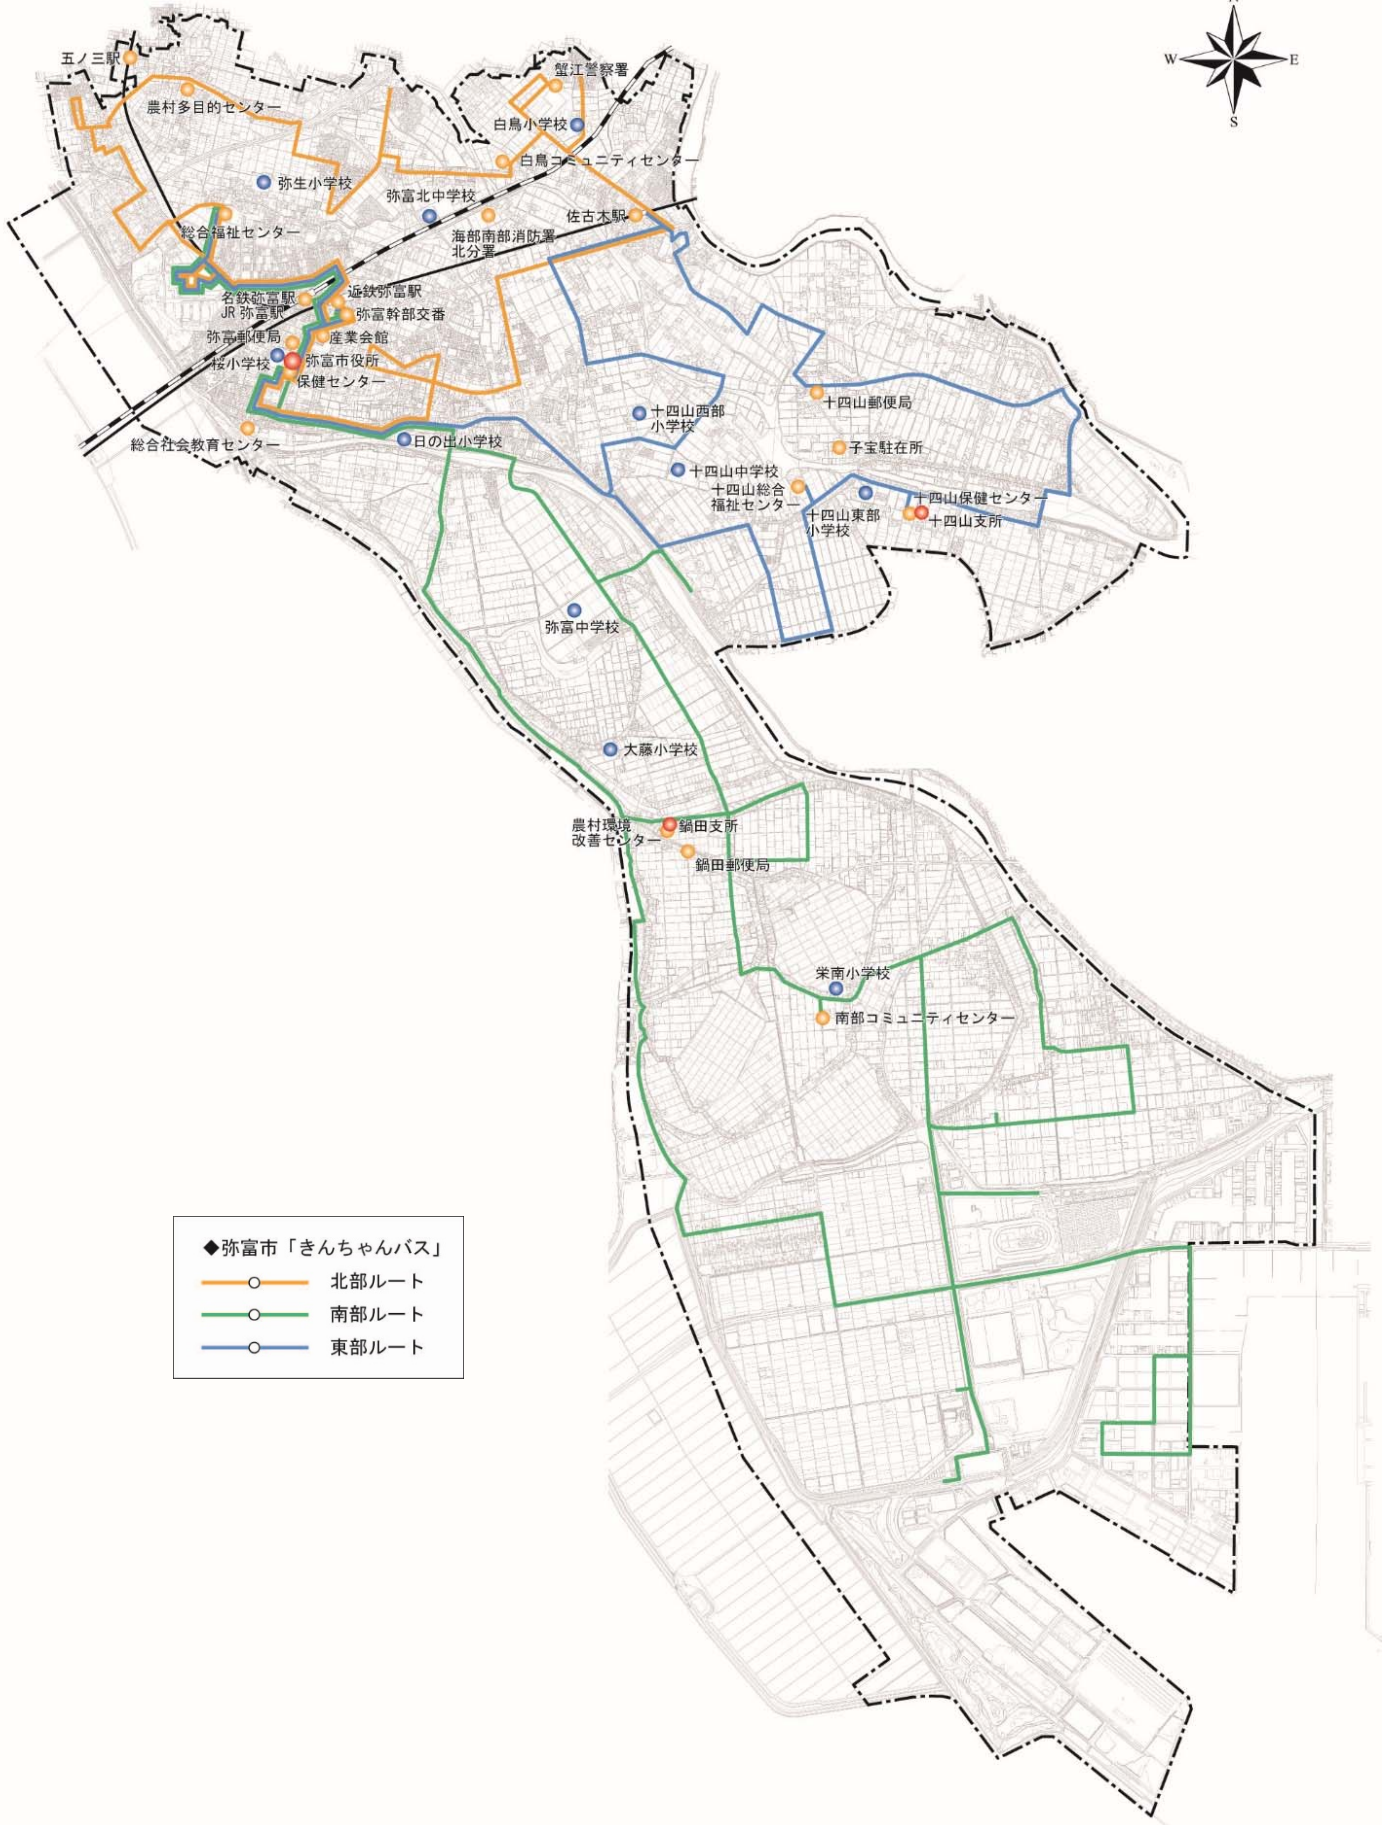 W
E
S
五ノ三駅
農村多目的センター
蟹江警察署
白鳥小学校
白鳥コミュニティセンター
弥生小学校
弥富北中学校
総合福祉センター
海部南部消防署
北分署
佐古木駅
名鉄弥富駅
JR 弥富駅
近鉄弥富駅
弥富幹部交番
弥富郵便局
産業会館
桜小学校
弥富市役所
保健センター
総合社会教育センター
日の出小学校
十四山西部
小学校
十四山郵便局
子宝駐在所
十四山中学校
十四山総合
福祉センター
十四山東部
小学校
十四山保健センター
十四山支所
弥富中学校
大藤小学校
農村環境
改善センター
鍋田支所
鍋田郵便局
栄南小学校
南部コミュニティセンター
◆弥富市「きんちゃんバス」
北部ルート
南部ルート
東部ルート